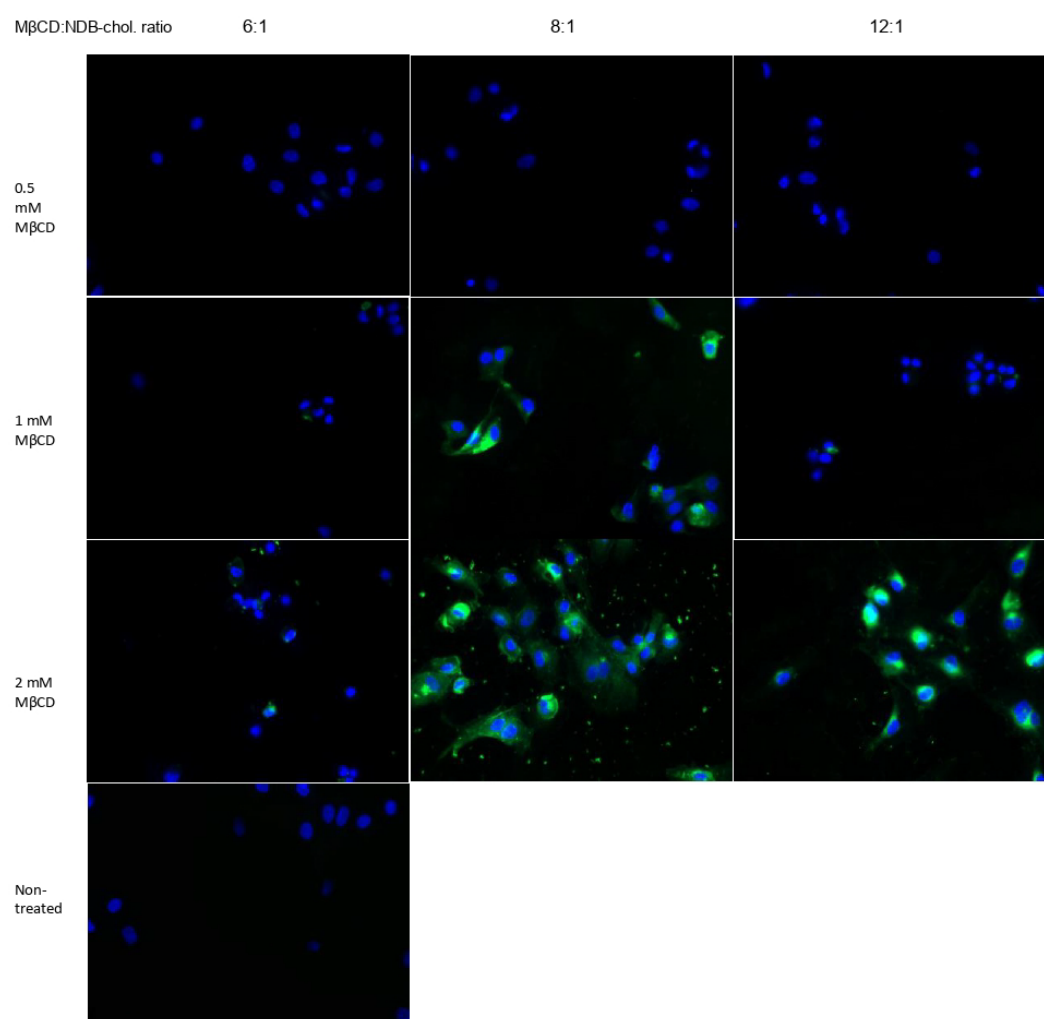 MβCD:NDB-chol. ratio 6:1 8:1 12:1
0.5
mM
MβCD
1 mM
MβCD
2 mM
MβCD
Non-
treated